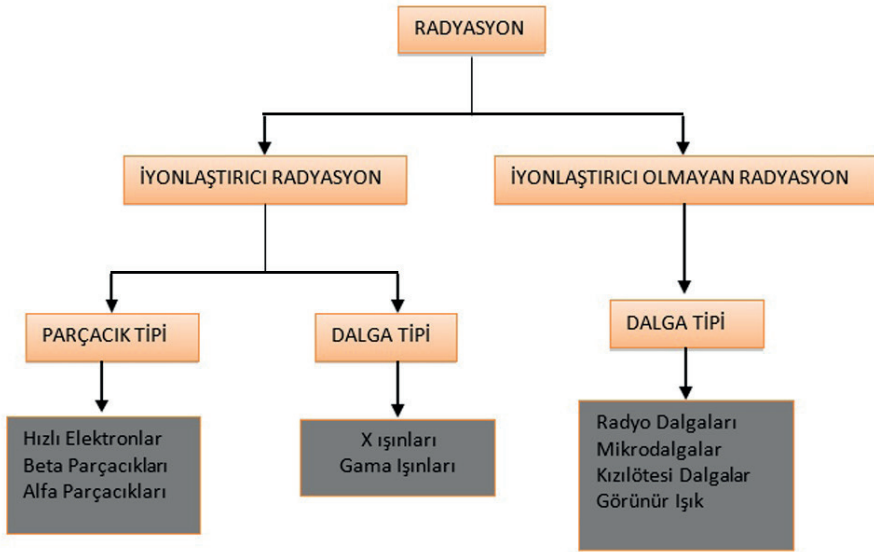 RADYASYON
İYONLAŞTIRICI RADYASYON
İYONLAŞTIRICI OLMAYAN RADYASYON
PARÇACIK TİPİ
DALGA TİPİ
DALGA TİPİ
Hızlı Elektronlar
Beta Parçacıkları
Alfa Parçacıkları
X ışınları
Gama Işınları
Radyo Dalgaları
Mikrodalgalar
Kızılötesi Dalgalar
Görünür Işık